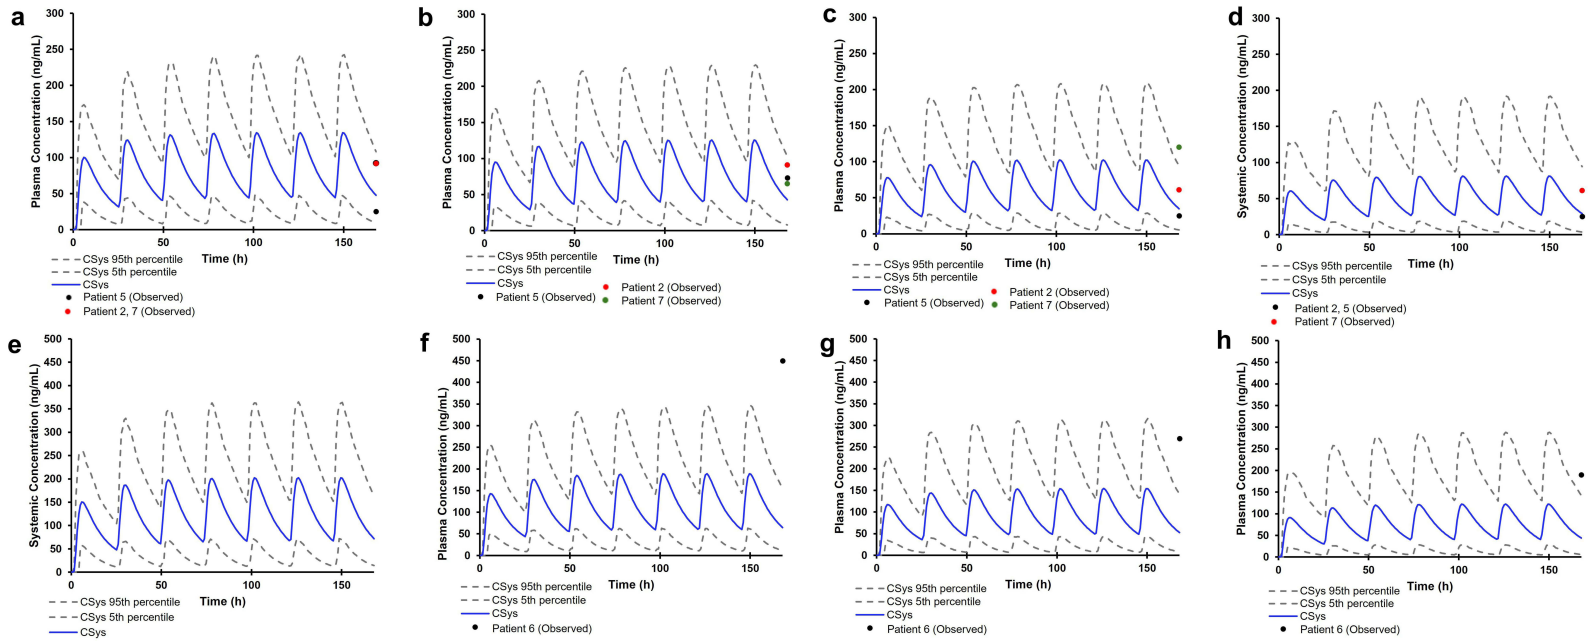 a
300
250
200
150
100
50
0
Plasma Concentration (ng/mL)
0 50 100 150
Time (h)
CSys 95th percentile
CSys 5th percentile
CSys
Patient 5 (Observed)
Patient 2, 7 (Observed)
b
300
250
200
150
100
50
0
Plasma Concentration (ng/mL)
0 50 100 150
Time (h)
CSys 95th percentile
CSys 5th percentile
CSys
Patient 5 (Observed)
Patient 2 (Observed)
Patient 7 (Observed)
c
300
250
200
150
100
50
0
Plasma Concentration (ng/mL)
0 50 100 150
Time (h)
CSys 95th percentile
CSys 5th percentile
CSys
Patient 5 (Observed)
Patient 2 (Observed)
Patient 7 (Observed)
d
300
250
200
150
100
50
0
Systemic Concentration (ng/mL)
0 50 100 150
Time (h)
CSys 95th percentile
CSys 5th percentile
CSys
Patient 2, 5 (Observed)
Patient 7 (Observed)
e
500
450
400
350
300
250
200
150
100
50
0
Systemic Concentration (ng/mL)
0 50 100 150
Time (h)
CSys 95th percentile
CSys 5th percentile
CSys
f
500
450
400
350
300
250
200
150
100
50
0
Plasma Concentration (ng/mL)
0 50 100 150
Time (h)
CSys 95th percentile
CSys 5th percentile
CSys
Patient 6 (Observed)
g
500
450
400
350
300
250
200
150
100
50
0
Plasma Concentration (ng/mL)
0 50 100 150
Time (h)
CSys 95th percentile
CSys 5th percentile
CSys
Patient 6 (Observed)
h
500
450
400
350
300
250
200
150
100
50
0
Plasma Concentration (ng/mL)
0 50 100 150
Time (h)
CSys 95th percentile
CSys 5th percentile
CSys
Patient 6 (Observed)